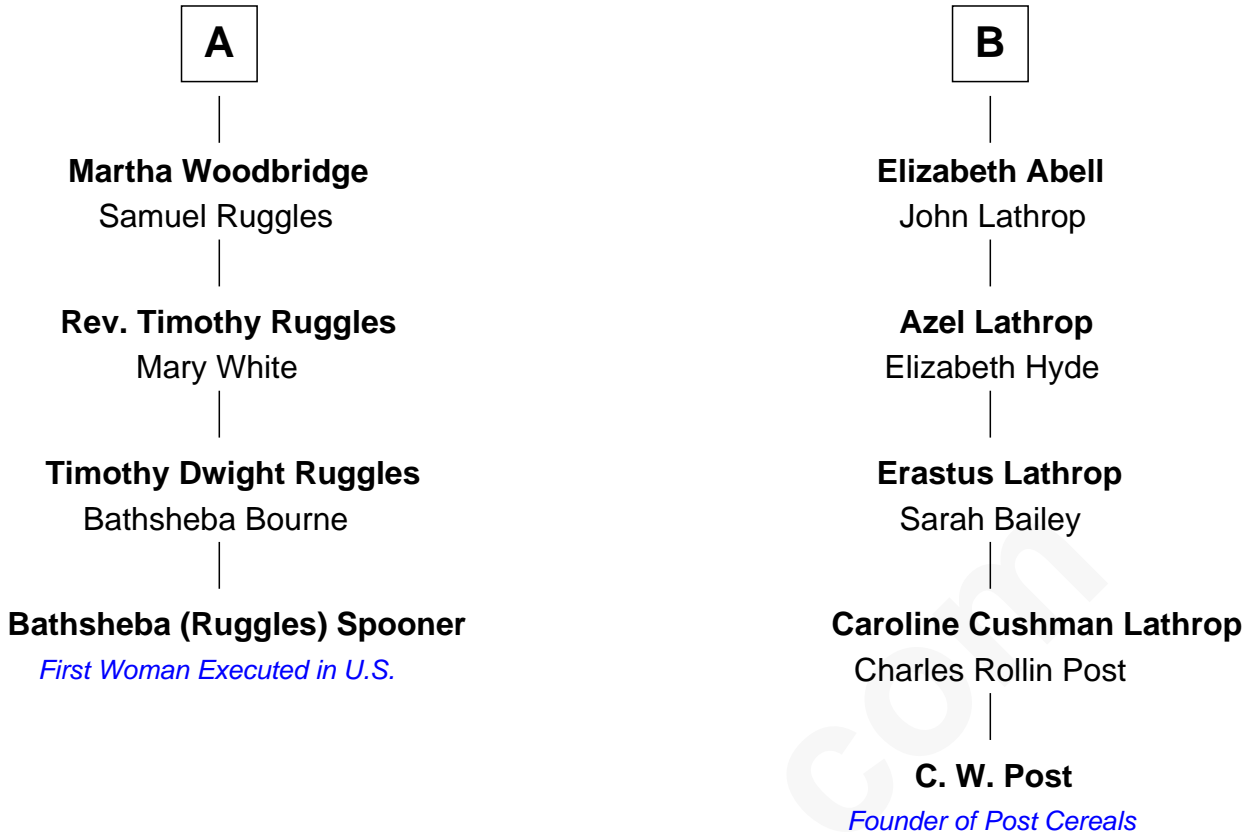 A
Martha Woodbridge
Samuel Ruggles
Rev. Timothy Ruggles
Mary White
Timothy Dwight Ruggles
Bathsheba Bourne
Bathsheba (Ruggles) Spooner
First Woman Executed in U.S.
B
Elizabeth Abell
John Lathrop
Azel Lathrop
Elizabeth Hyde
Erastus Lathrop
Sarah Bailey
Caroline Cushman Lathrop
Charles Rollin Post
C. W. Post
Founder of Post Cereals
com